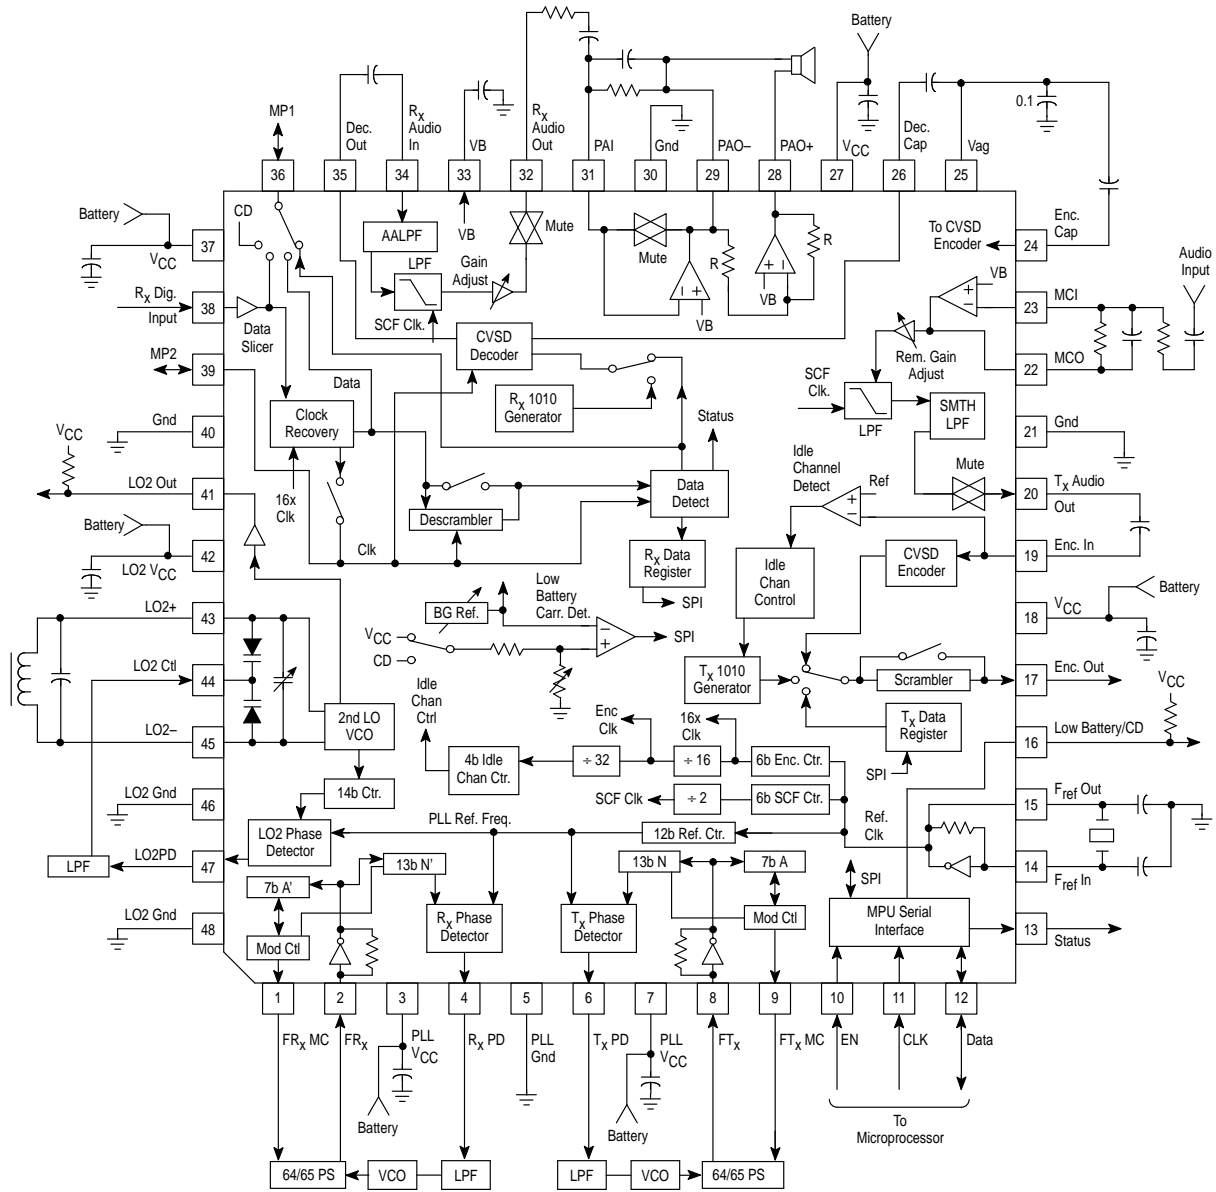 Battery
MP1
Dec. Out
Rx Audio In
VB
Rx Audio Out
PAI
Gnd
PAO–
PAO+
VCC
Dec. Cap
Vag
0.1
36
35
34
33
32
31
30
29
28
27
26
25
Battery
VCC
37
CD
AALPF
VB
Mute
Gain
Adjust
LPF
SCF Clk.
Mute
R
VB
R
VB
To CVSD
Encoder
24
Enc.
Cap
Audio
Input
Rx Dig.
Input
38
Data
Slicer
CVSD
Decoder
VB
23
MCI
MP2
39
Data
Rx 1010
Generator
Status
Rem. Gain
Adjust
22
MCO
SCF
Clk.
LPF
SMTH
LPF
Gnd
40
VCC
Clock
Recovery
21
Gnd
LO2 Out
41
16x
Clk
Descrambler
Data
Detect
Idle
Channel
Detect
Ref
Mute
20
Tx Audio
Out
Battery
LO2 VCC
42
Clk
Rx Data
Register
SPI
Idle
Chan
Control
CVSD
Encoder
19
Enc. In
LO2+
43
BG Ref.
Low
Battery
Carr. Det.
VCC
CD
SPI
18
VCC
Battery
LO2 Ctl
44
Tx 1010
Generator
Scrambler
17
Enc. Out
VCC
LO2–
45
2nd LO
VCO
Idle
Chan
Ctrl
Enc
Clk
16x
Clk
4b Idle
Chan Ctr.
÷ 32
÷ 16
6b Enc. Ctr.
Tx Data
Register
SPI
16
Low Battery/CD
LO2 Gnd
46
14b Ctr.
SCF Clk
÷ 2
6b SCF Ctr.
15
Fref Out
LO2 Phase
Detector
PLL Ref. Freq.
12b Ref. Ctr.
Ref.
Clk
LPF
LO2PD
47
13b N'
7b A'
13b N
7b A
SPI
14
Fref In
LO2 Gnd
48
Mod Ctl
Rx Phase
Detector
Tx Phase
Detector
Mod Ctl
MPU Serial
Interface
13
Status
1
2
3
4
5
6
7
8
9
10
11
12
FRx MC
FRx
PLL
VCC
Rx PD
PLL
Gnd
Tx PD
PLL
VCC
FTx
FTx MC
EN
CLK
Data
Battery
Battery
To
Microprocessor
64/65 PS
VCO
LPF
LPF
VCO
64/65 PS